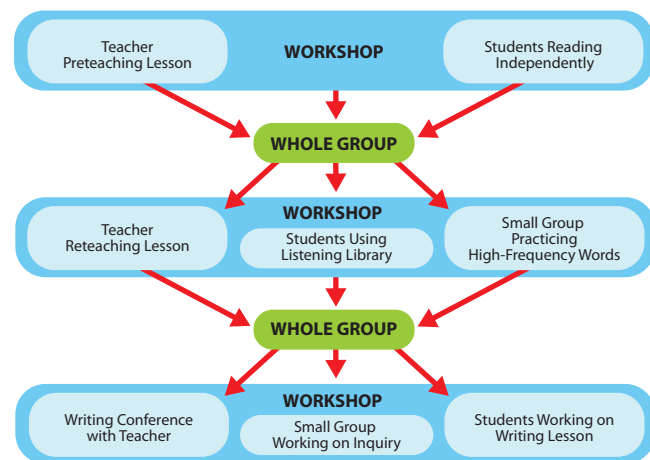 Teacher
Preteaching Lesson
WORKSHOP
Students Reading
Independently
WHOLE GROUP
WORKSHOP
Teacher
Reteaching Lesson
Students Using
Listening Library
Small Group
Practicing
High-Frequency Words
WHOLE GROUP
WORKSHOP
Writing Conference
with Teacher
Small Group
Working on Inquiry
Students Working on
Writing Lesson